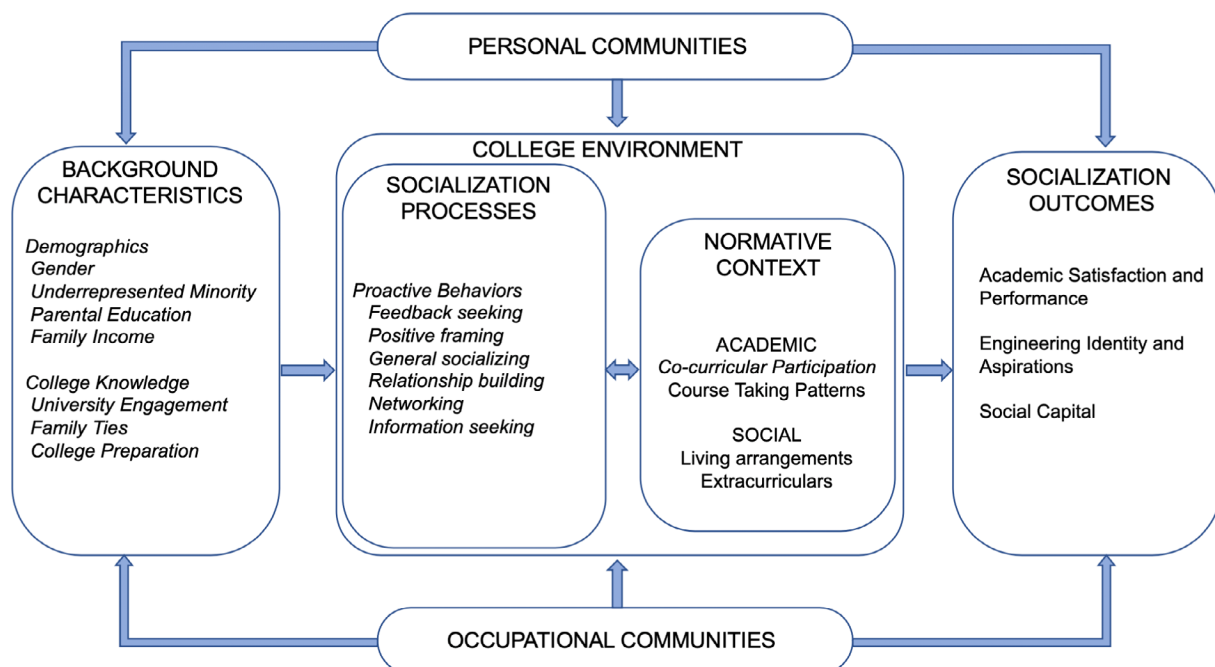 PERSONAL COMMUNITIES
BACKGROUND
CHARACTERISTICS
Demographics
Gender
Underrepresented Minority
Parental Education
Family Income
College Knowledge
University Engagement
Family Ties
College Preparation
COLLEGE ENVIRONMENT
SOCIALIZATION
PROCESSES
Proactive Behaviors
Feedback seeking
Positive framing
General socializing
Relationship building
Networking
Information seeking
NORMATIVE
CONTEXT
ACADEMIC
Co-curricular Participation
Course Taking Patterns
SOCIAL
Living arrangements
Extracurriculars
SOCIALIZATION
OUTCOMES
Academic Satisfaction and
Performance
Engineering Identity and
Aspirations
Social Capital
OCCUPATIONAL COMMUNITIES